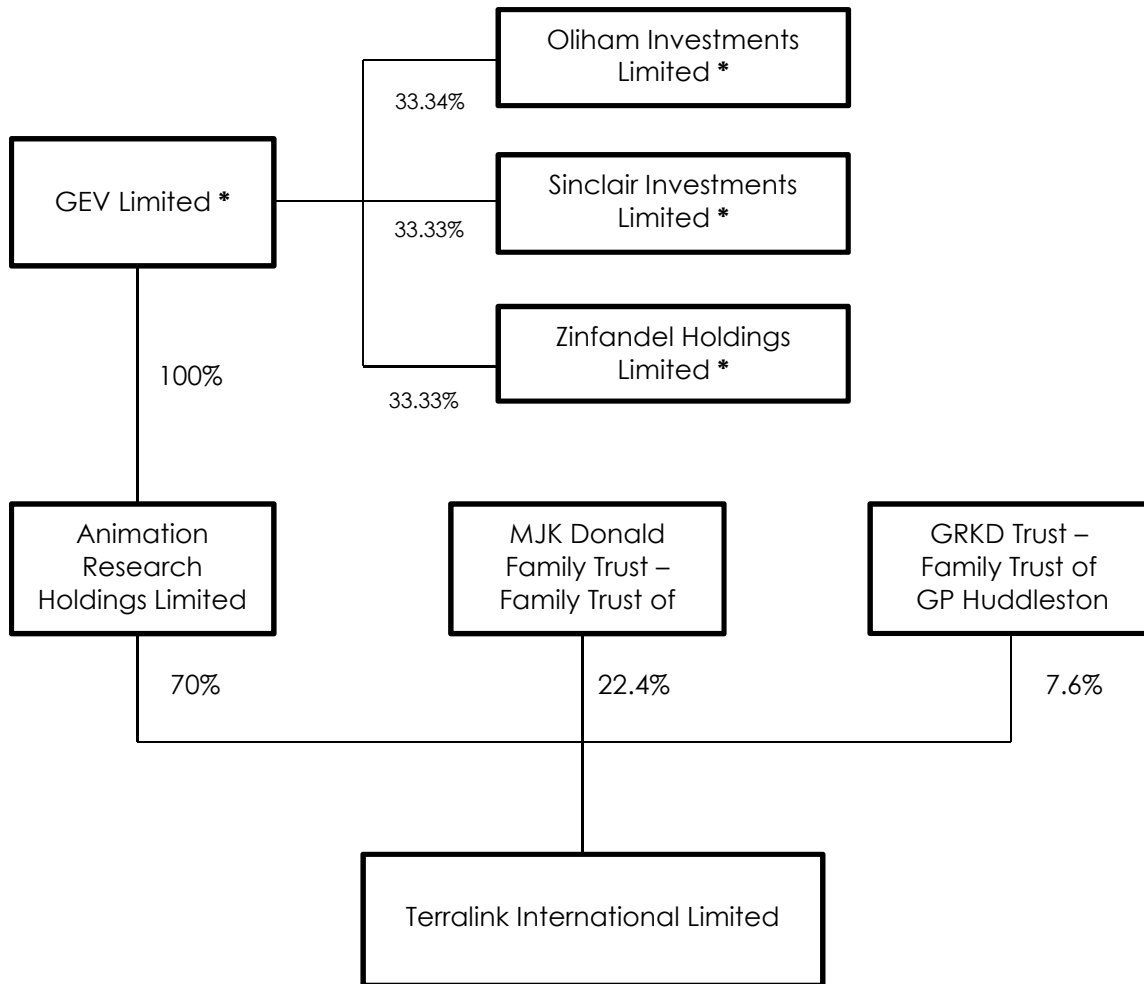 Oliham Investments
Limited *
33.34%
GEV Limited *
Sinclair Investments
Limited *
33.33%
Zinfandel Holdings
Limited *
33.33%
100%
Animation
Research
Holdings Limited
MJK Donald
Family Trust –
Family Trust of
GRKD Trust –
Family Trust of
GP Huddleston
70%
22.4%
7.6%
Terralink International Limited